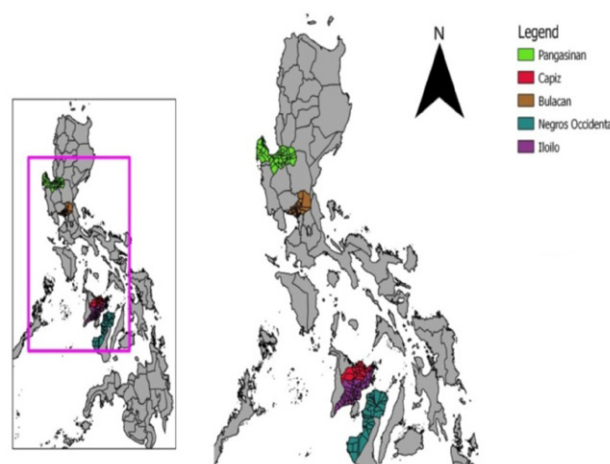 N
Legend
Pangasinan
Capiz
Bulacan
Negros Occidenta
Iloilo